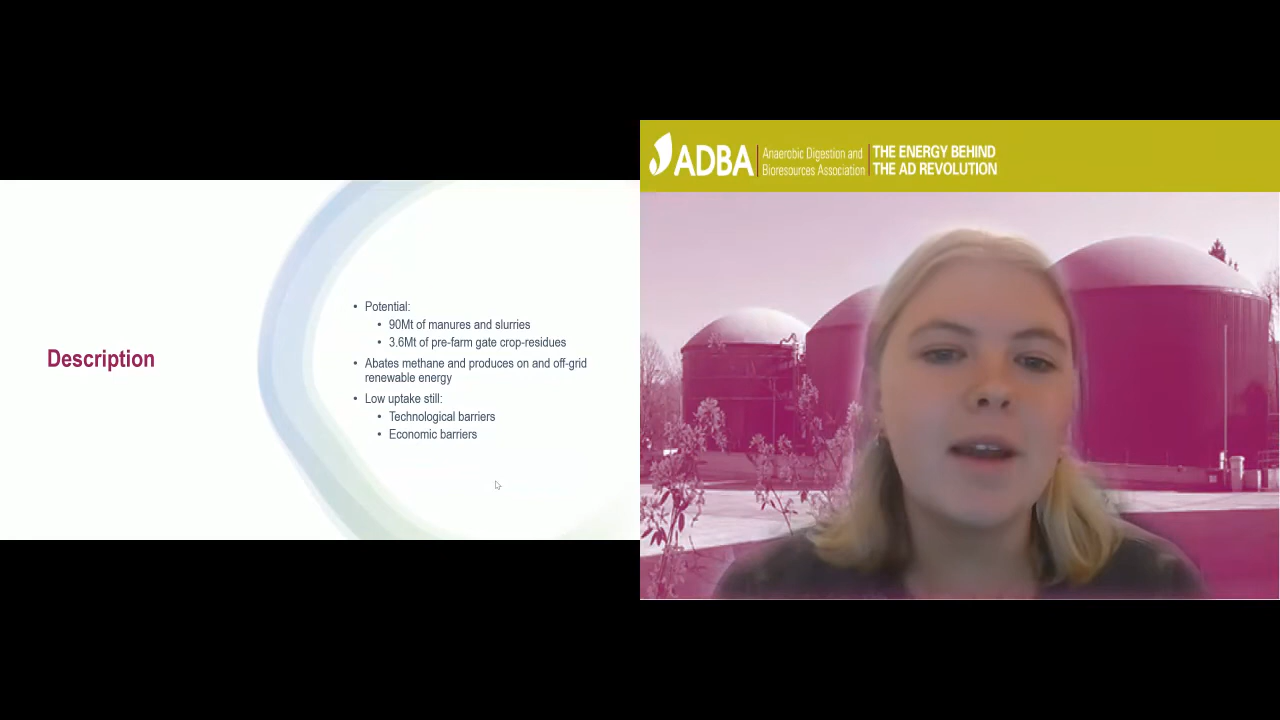 Description
• Potential:
• 90Mt of manures and slurries
• 3.6Mt of pre-farm gate crop-residues
• Abates methane and produces on and off-grid
renewable energy
• Low uptake still:
• Technological barriers
• Economic barriers
ADBA
Anaerobic Digestion and
Bioresources Association
THE ENERGY BEHIND
THE AD REVOLUTION